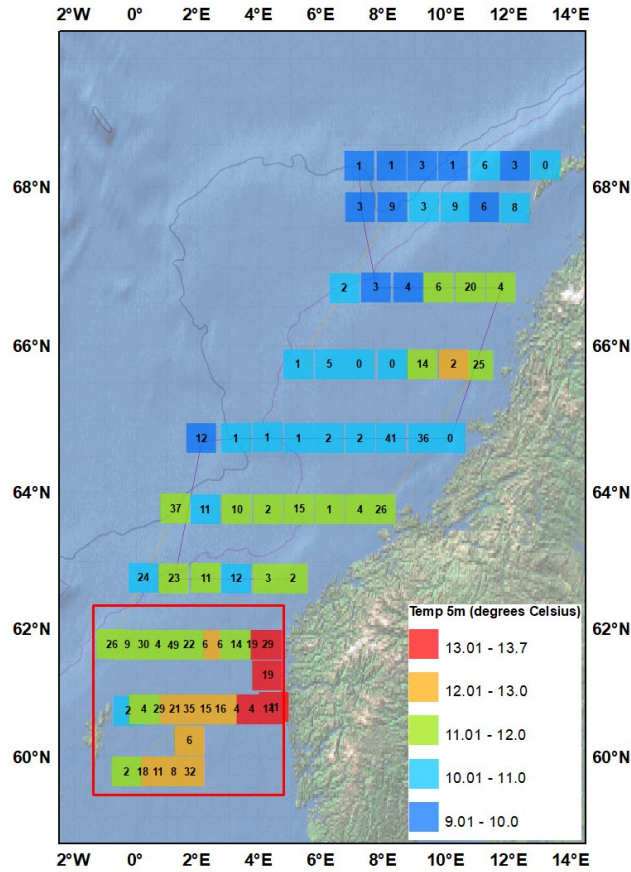 2°W 0° 2°E 4°E 6°E 8°E 10°E 12°E 14°E
68°N 1 1 3 1 6 3 0 68°N
3 9 3 9 6 8
2 3 4 6 20 4
66°N 66°N
1 5 0 0 14 2 25
12 1 1 1 2 2 41 36 0
64°N 64°N
37 11 10 2 15 1 4 26
24 23 11 12 3 2
Temp 5m (degrees Celsius)
62°N 62°N
26 9 30 4 49 22 6 6 14 19 29
13.01 - 13.7
19
12.01 - 13.0
2 4 29 21 35 15 16 4 4
11.01 - 12.0
6
60°N 60°N
2 18 11 8 32
10.01 - 11.0
9.01 - 10.0
2°W 0° 2°E 4°E 6°E 8°E 10°E 12°E 14°E